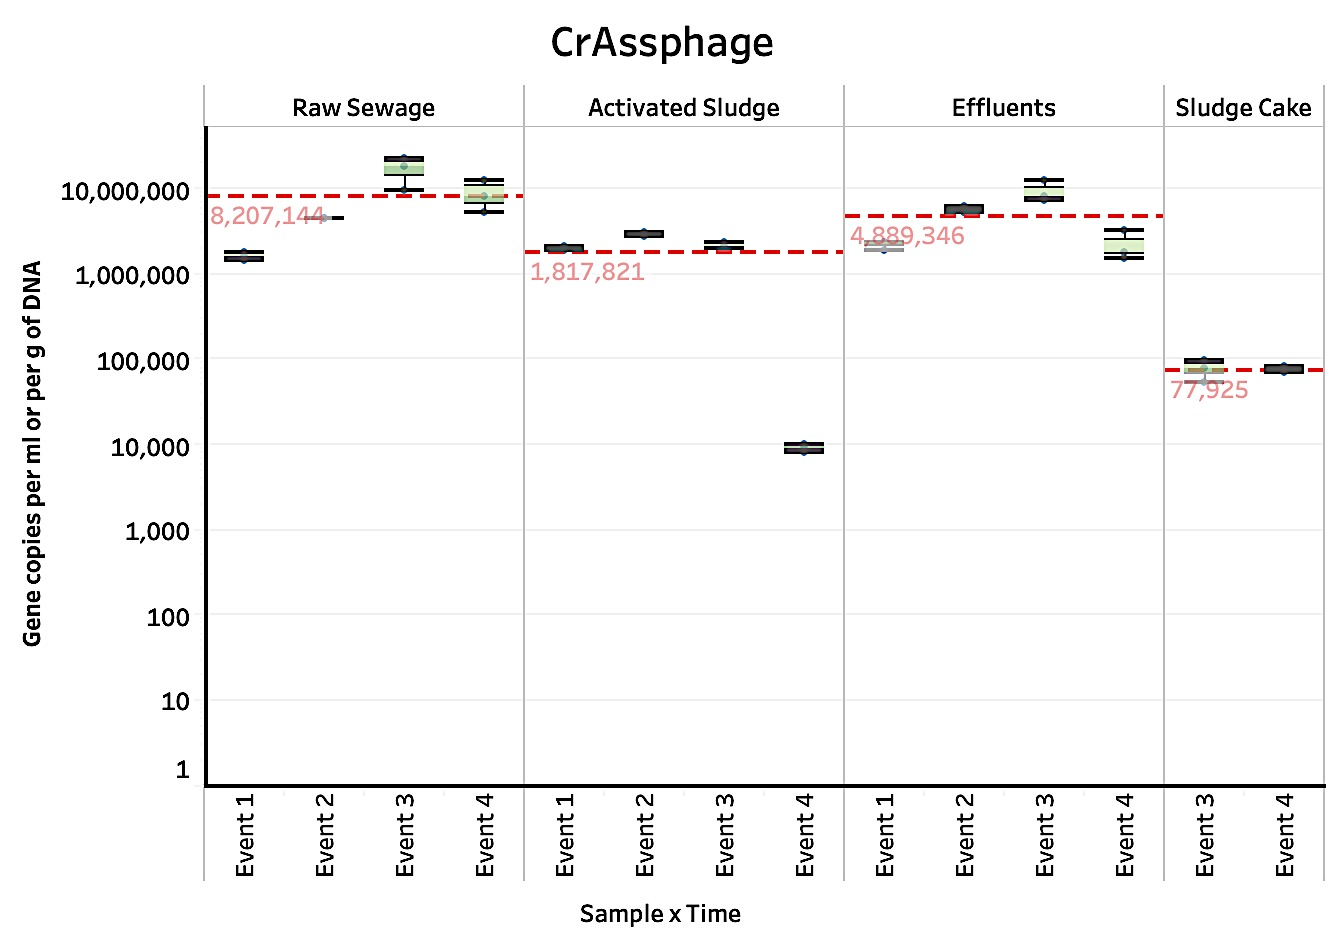 CrAssphage
Raw Sewage
Activated Sludge
Effluents
Sludge Cake
Gene copies per ml or per g of DNA
10,000,000
1,000,000
100,000
10,000
1,000
100
10
1
8,207,144
1,817,821
4,889,346
77,925
Event 1
Event 2
Event 3
Event 4
Event 1
Event 2
Event 3
Event 4
Event 1
Event 2
Event 3
Event 4
Event 3
Event 4
Sample x Time